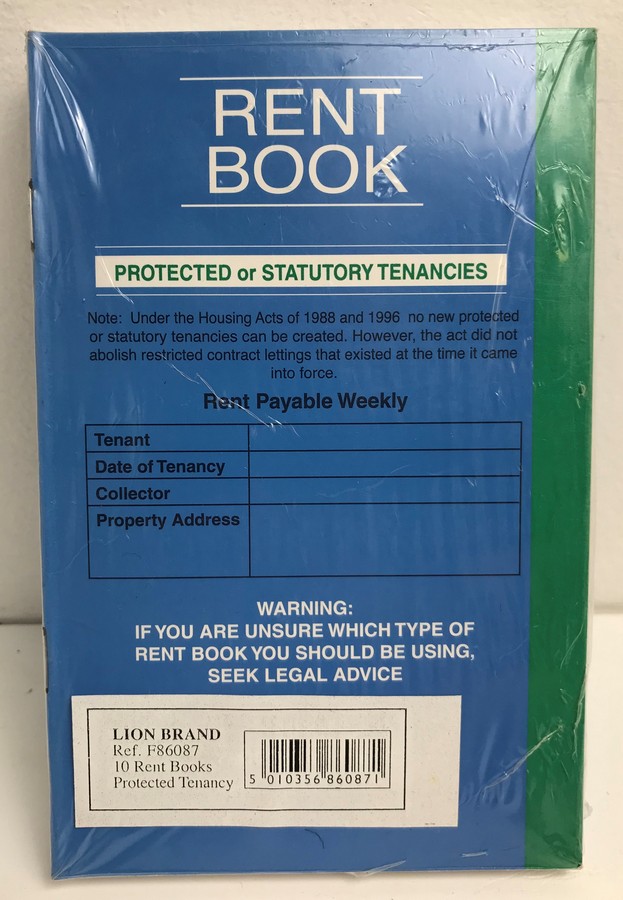 RENT
BOOK
PROTECTED or STATUTORY TENANCIES
Note: Under the Housing Acts of 1988 and 1996 no new protected
or statutory tenancies can be created. However, the act did not
abolish restricted contract lettings that existed at the time it came
into force.
Rent Payable Weekly
Tenant
Date of Tenancy
Collector
Property Address
WARNING:
IF YOU ARE UNSURE WHICH TYPE OF
RENT BOOK YOU SHOULD BE USING,
SEEK LEGAL ADVICE
LION BRAND
Ref. F86087
10 Rent Books
Protected Tenancy
5 010356 860871